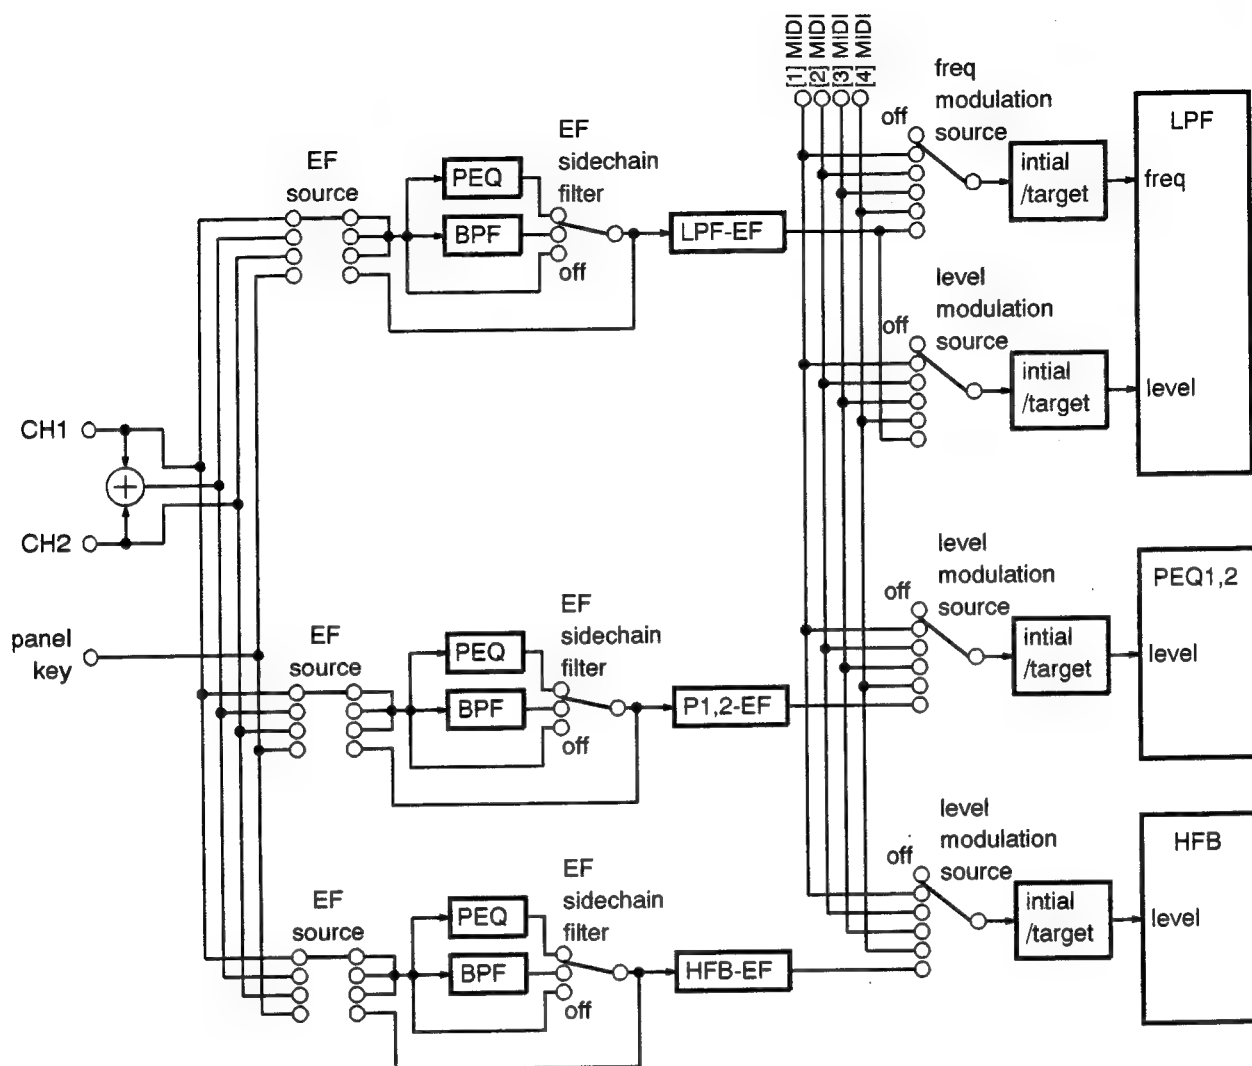 [1] MIDI
[2] MIDI
[3] MIDI
[4] MIDI
freq
modulation
source
off
LPF
intial
/target
freq
EF
sidechain
filter
EF
source
PEQ
BPF
off
LPF-EF
level
modulation
source
off
intial
/target
level
CH1
+
CH2
level
modulation
source
off
PEQ1,2
intial
/target
level
panel
key
EF
source
EF
sidechain
filter
PEQ
BPF
off
P1,2-EF
level
modulation
source
off
HFB
intial
/target
level
EF
source
EF
sidechain
filter
PEQ
BPF
off
HFB-EF